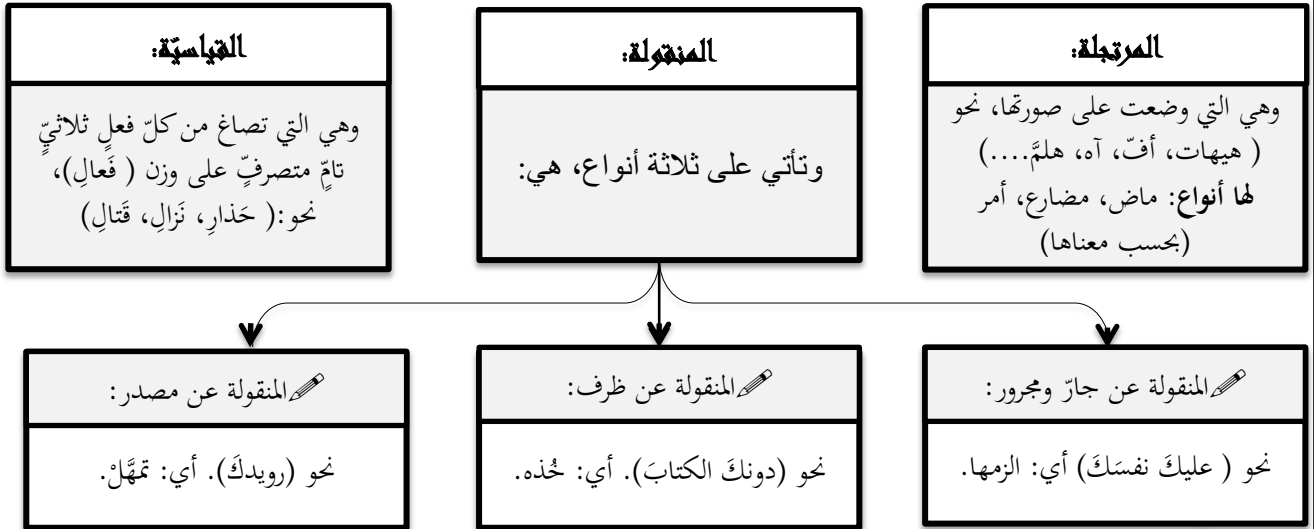 المرتجلة:
وهي التي وضعت على صورتها، نحو
( هيهات، أفّ، آه، هلمَّ....)
لها أنواع: ماض، مضارع، أمر
(بحسب معناها)
المنقولة:
وتأتي على ثلاثة أنواع، هي:
القياسيّة:
وهي التي تصاغ من كلّ فعلٍ ثلاثيٍّ
تامٍّ متصرفٍّ على وزن ( فَعالِ)،
نحو :( حَذارِ، نَزالِ، قَتالِ)
المنقولة عن جارّ ومجرور:
نحو ( عليكَ نفسَكَ) أي: الزمها.
المنقولة عن ظرف:
نحو (دونكَ الكتابَ). أي: خُذه.
المنقولة عن مصدر:
نحو (رويدكَ). أي: تمهَّلْ.